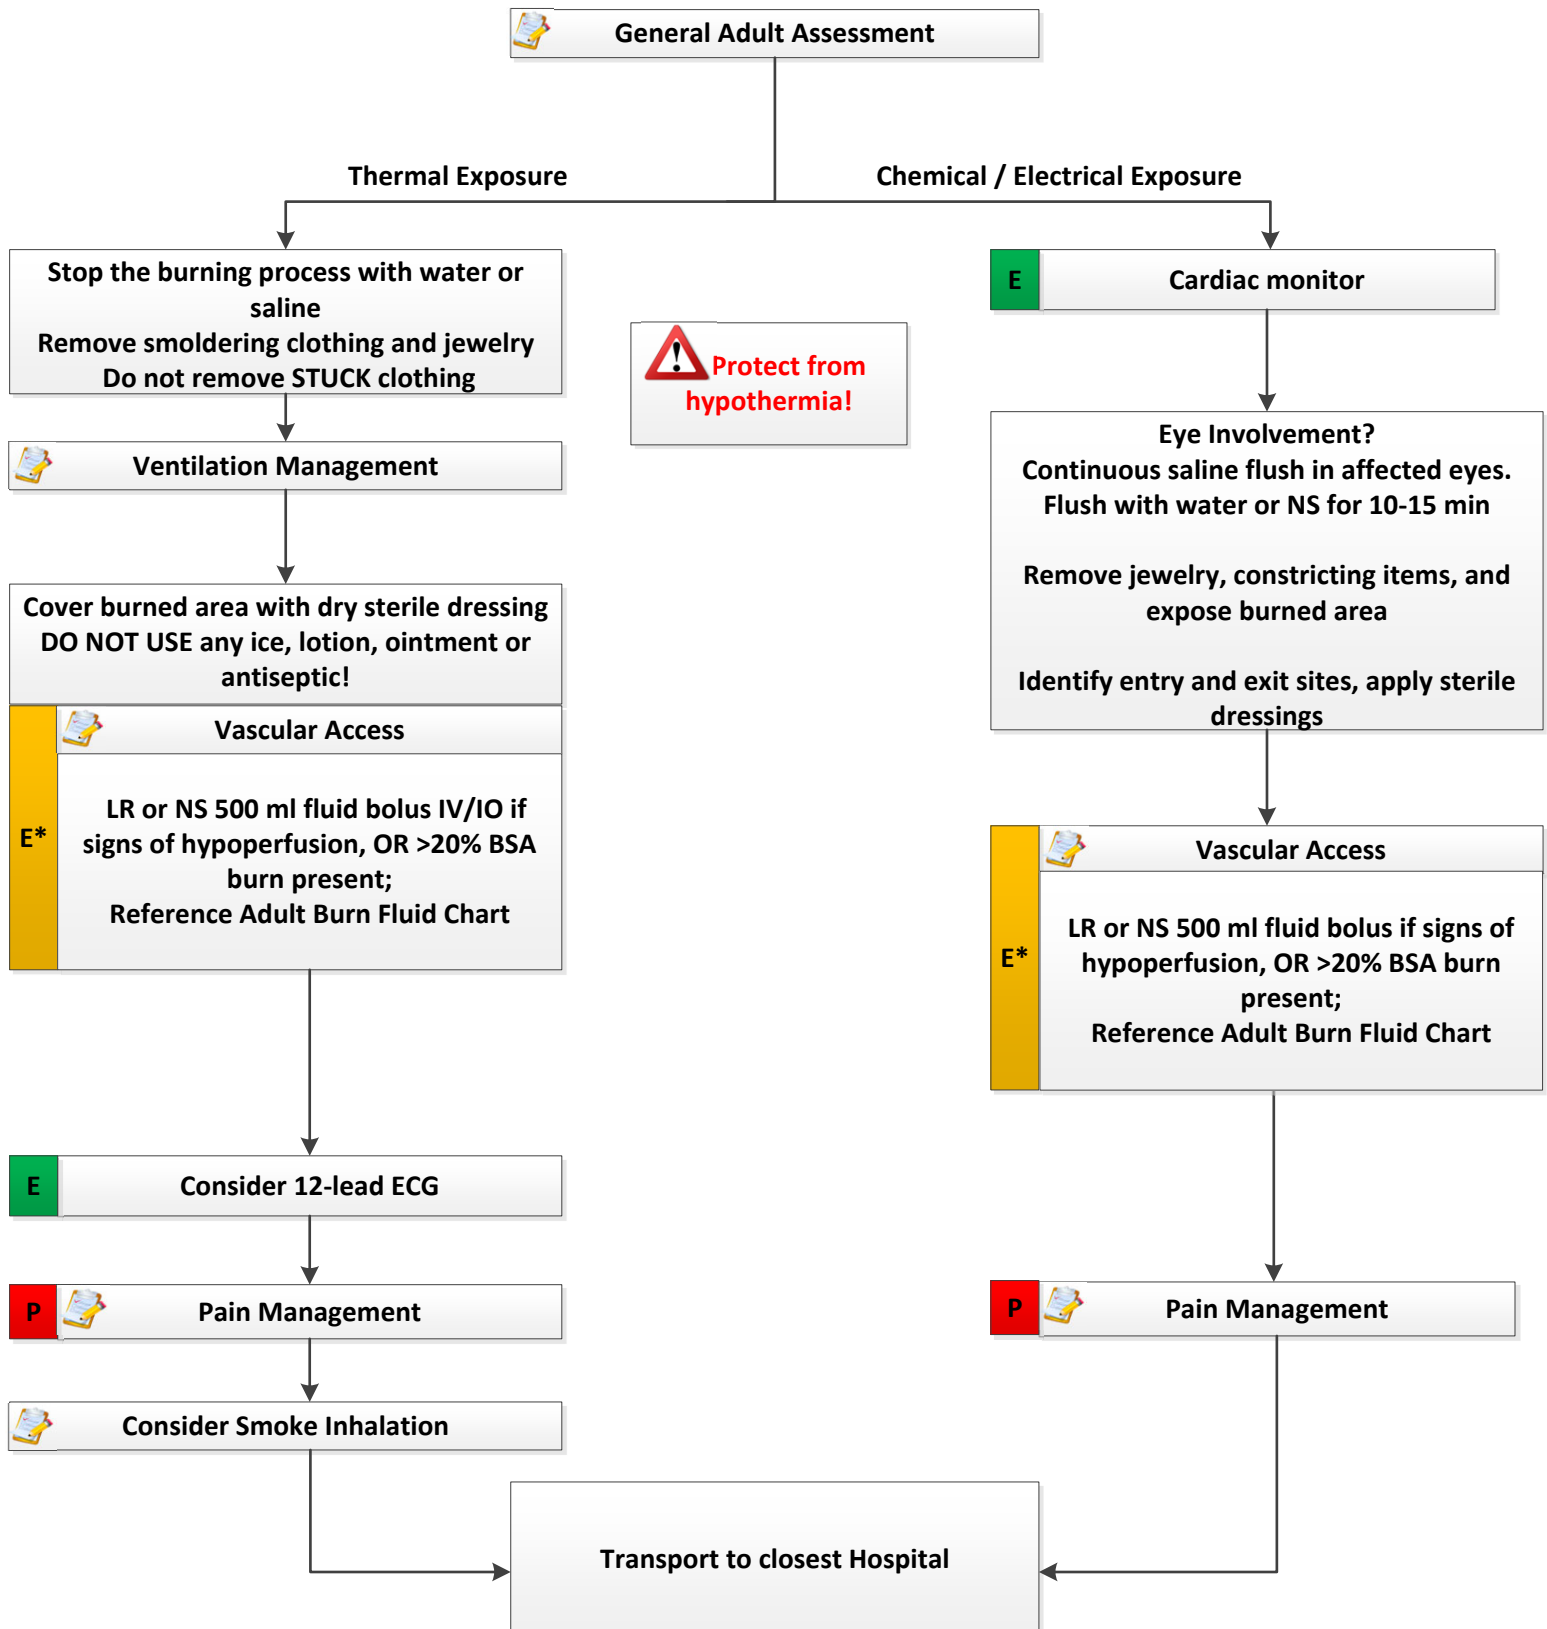 General Adult Assessment
Thermal Exposure
Chemical / Electrical Exposure
Stop the burning process with water or
saline
Remove smoldering clothing and jewelry
Do not remove STUCK clothing
Ventilation Management
Cover burned area with dry sterile dressing
DO NOT USE any ice, lotion, ointment or
antiseptic!
E*
Vascular Access
LR or NS 500 ml fluid bolus IV/IO if
signs of hypoperfusion, OR >20% BSA
burn present;
Reference Adult Burn Fluid Chart
E
Consider 12-lead ECG
P
Pain Management
Consider Smoke Inhalation
Protect from
hypothermia!
E
Cardiac monitor
Eye Involvement?
Continuous saline flush in affected eyes.
Flush with water or NS for 10-15 min
Remove jewelry, constricting items, and
expose burned area
Identify entry and exit sites, apply sterile
dressings
E*
Vascular Access
LR or NS 500 ml fluid bolus if signs of
hypoperfusion, OR >20% BSA burn
present;
Reference Adult Burn Fluid Chart
P
Pain Management
Transport to closest Hospital